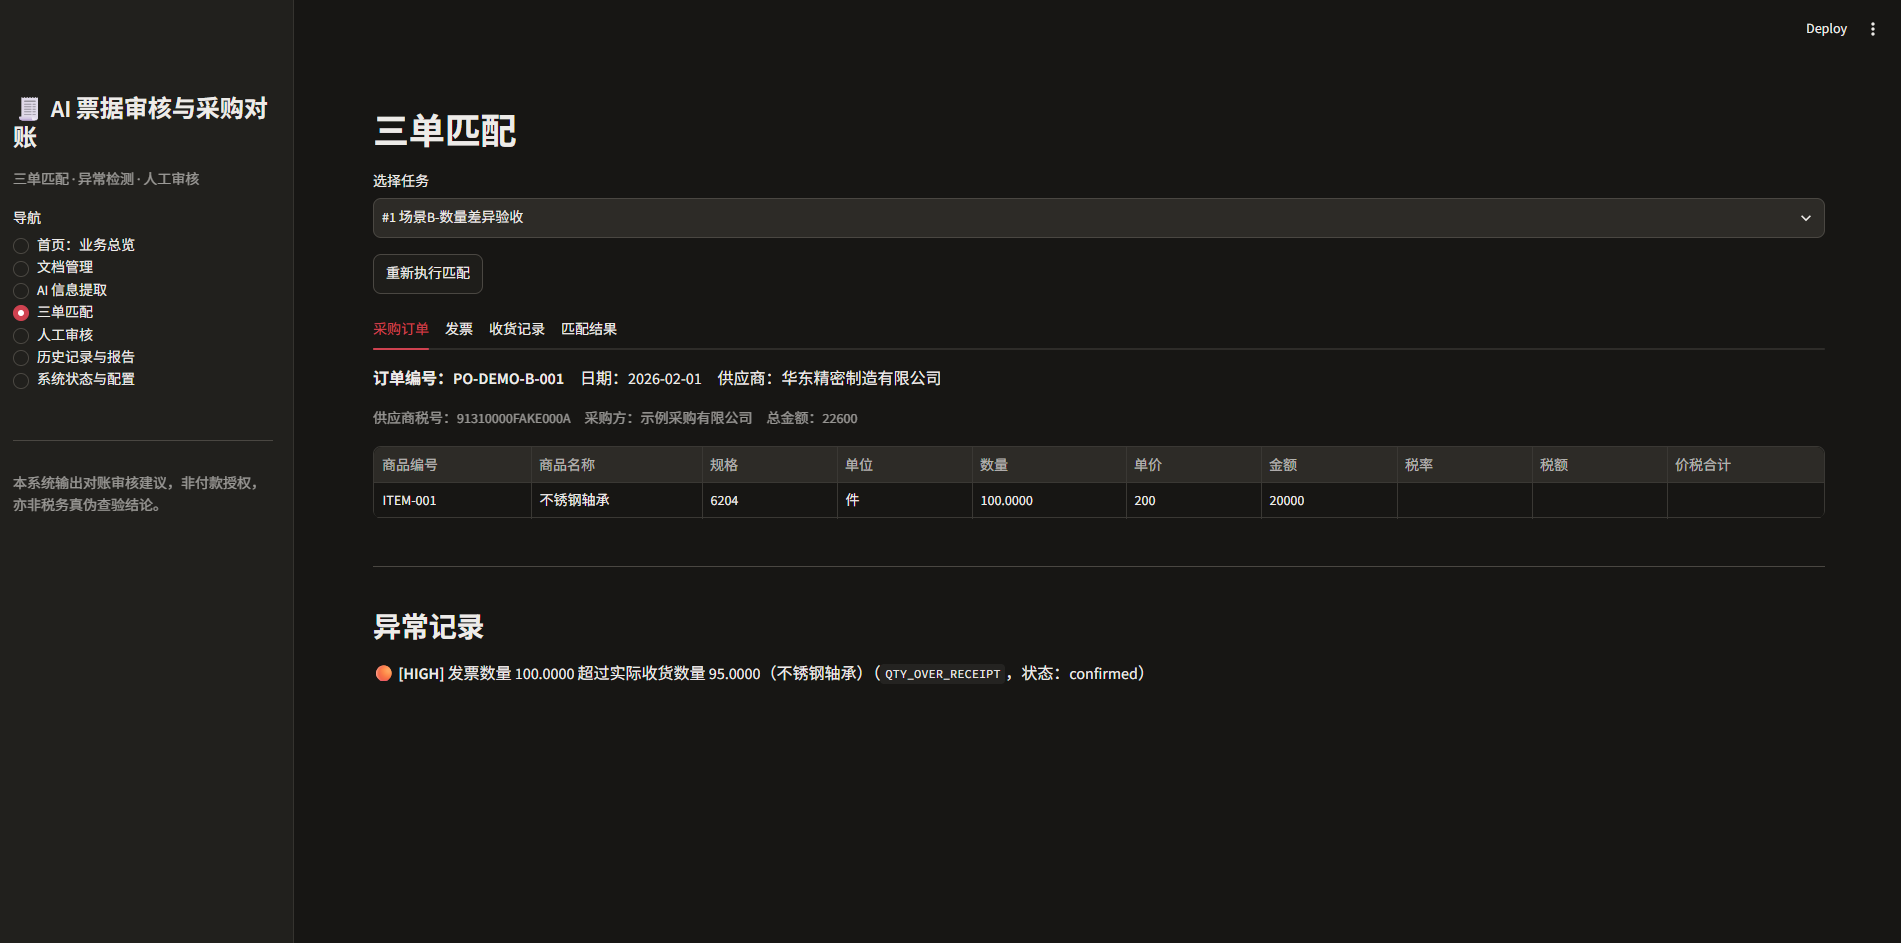 Deploy
AI 票据审核与采购对
账
三单匹配·异常检测·人工审核
导航
首页：业务总览
文档管理
AI 信息提取
三单匹配
人工审核
历史记录与报告
系统状态与配置
本系统输出对账审核建议，非付款授权，
亦非税务真伪查验结论。
三单匹配
选择任务
#1 场景B-数量差异验收
重新执行匹配
采购订单 发票 收货记录 匹配结果
订单编号：PO-DEMO-B-001 日期：2026-02-01 供应商：华东精密制造有限公司
供应商税号：91310000FAKE000A 采购方：示例采购有限公司 总金额：22600
商品编号 商品名称 规格 单位 数量 单价 金额 税率 税额 价税合计
ITEM-001 不锈钢轴承 6204 件 100.0000 200 20000
异常记录
[HIGH] 发票数量 100.0000 超过实际收货数量 95.0000（不锈钢轴承）（QTY_OVER_RECEIPT，状态：confirmed）